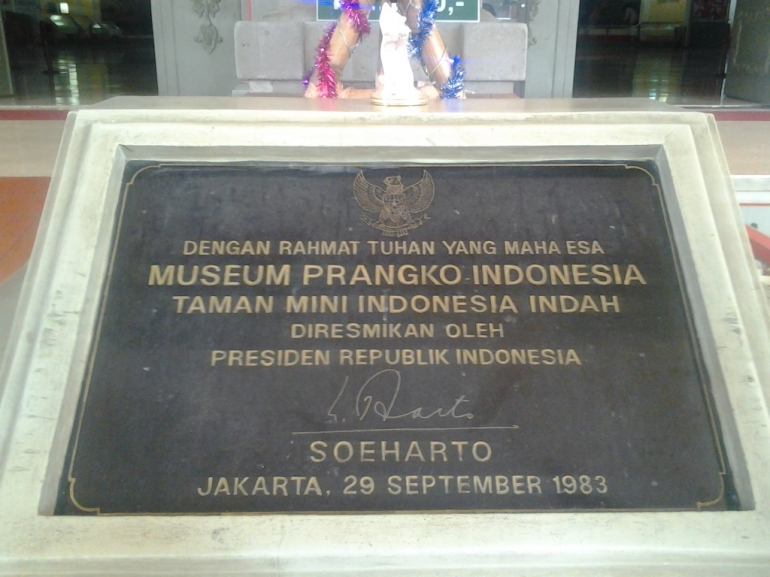 DENGAN RAHMAT TUHAN YANG MAHA ESA
MUSEUM PRANGKO INDONESIA
TAMAN MINI INDONESIA INDAH
DIRESMIKAN OLEH
PRESIDEN REPUBLIK INDONESIA
SOEHARTO
JAKARTA, 29 SEPTEMBER 1983